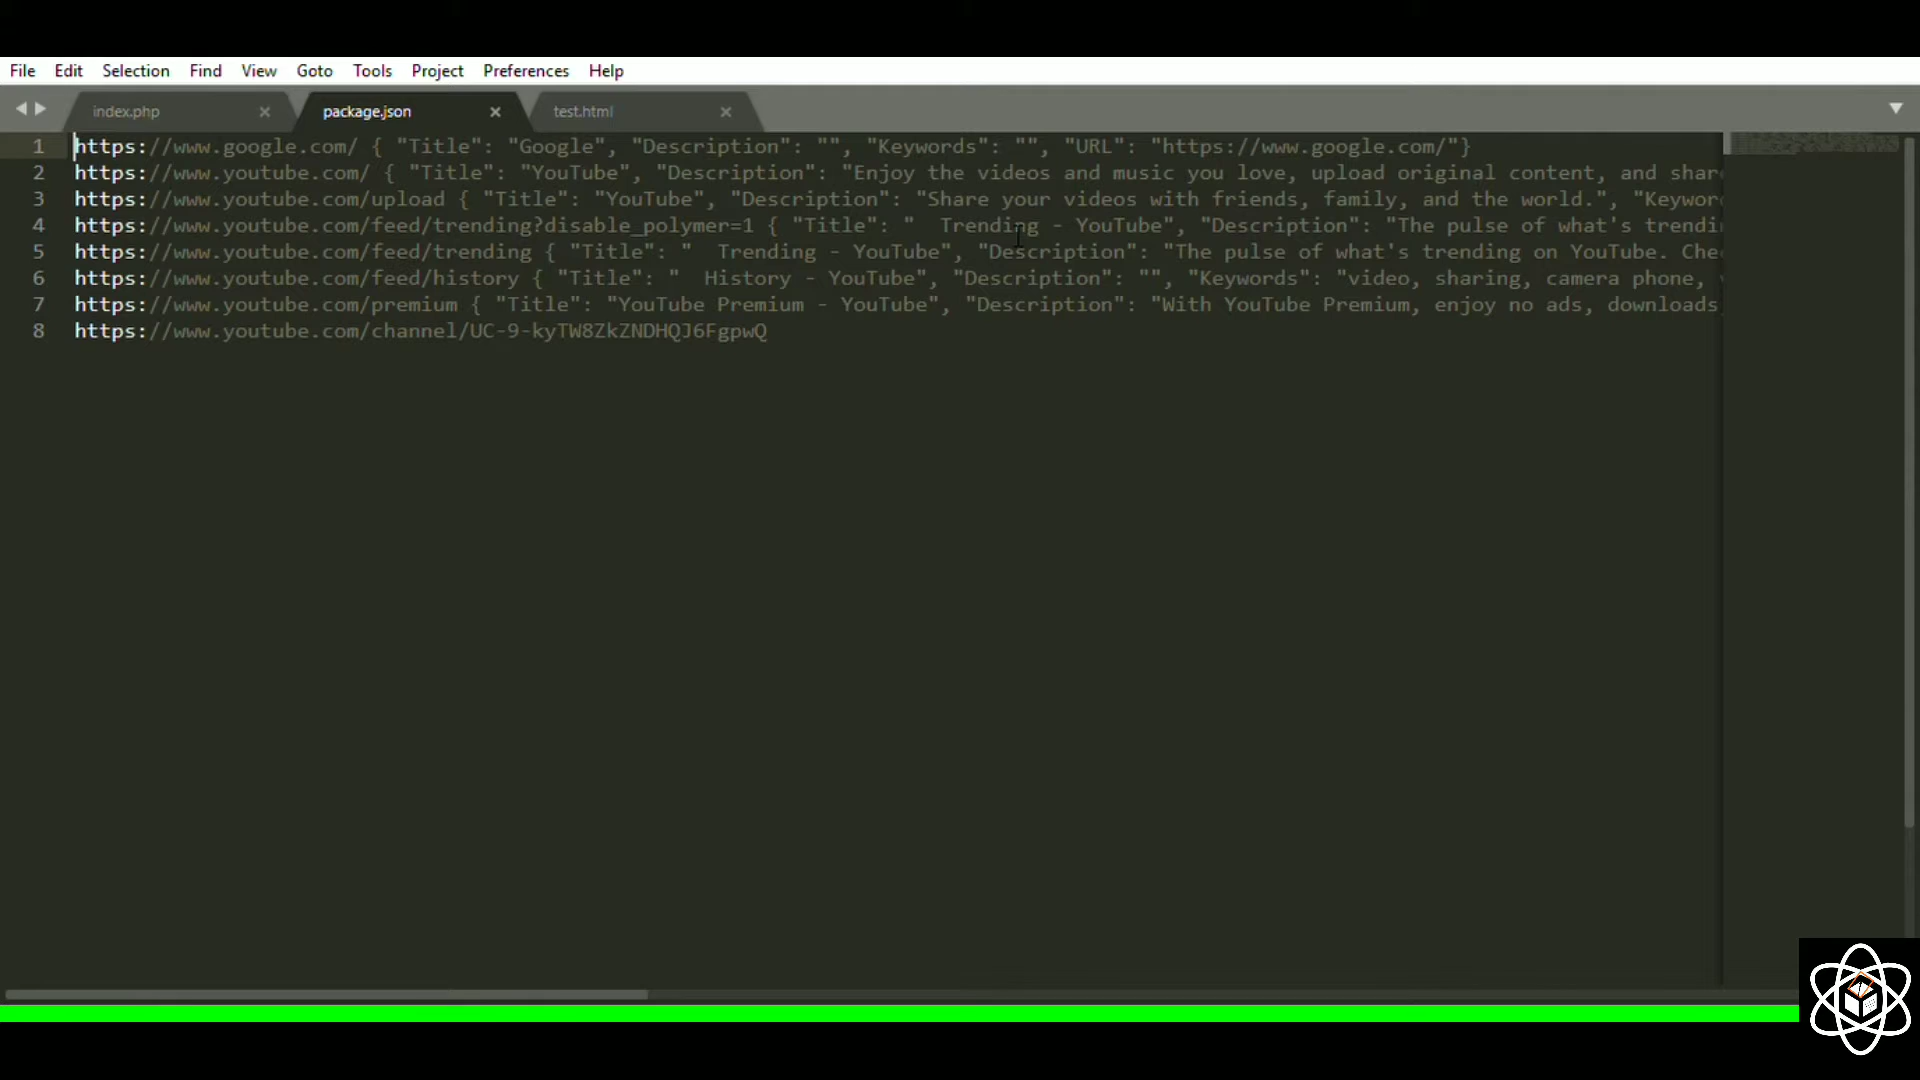 File Edit Selection Find View Goto Tools Project Preferences Help
index.php package.json test.html
1 https://www.google.com/ { "Title": "Google", "Description": "", "Keywords": "", "URL": "https://www.google.com/"}
2 https://www.youtube.com/ { "Title": "YouTube", "Description": "Enjoy the videos and music you love, upload original content, and shar
3 https://www.youtube.com/upload { "Title": "YouTube", "Description": "Share your videos with friends, family, and the world.", "Keywor
4 https://www.youtube.com/feed/trending?disable_polymer=1 { "Title": "  Trending - YouTube", "Description": "The pulse of what's trendi
5 https://www.youtube.com/feed/trending { "Title": "  Trending - YouTube", "Description": "The pulse of what's trending on YouTube. Che
6 https://www.youtube.com/feed/history { "Title": "  History - YouTube", "Description": "", "Keywords": "video, sharing, camera phone,
7 https://www.youtube.com/premium { "Title": "YouTube Premium - YouTube", "Description": "With YouTube Premium, enjoy no ads, downloads
8 https://www.youtube.com/channel/UC-9-kyTW8ZkZNDHQJ6FgpwQ